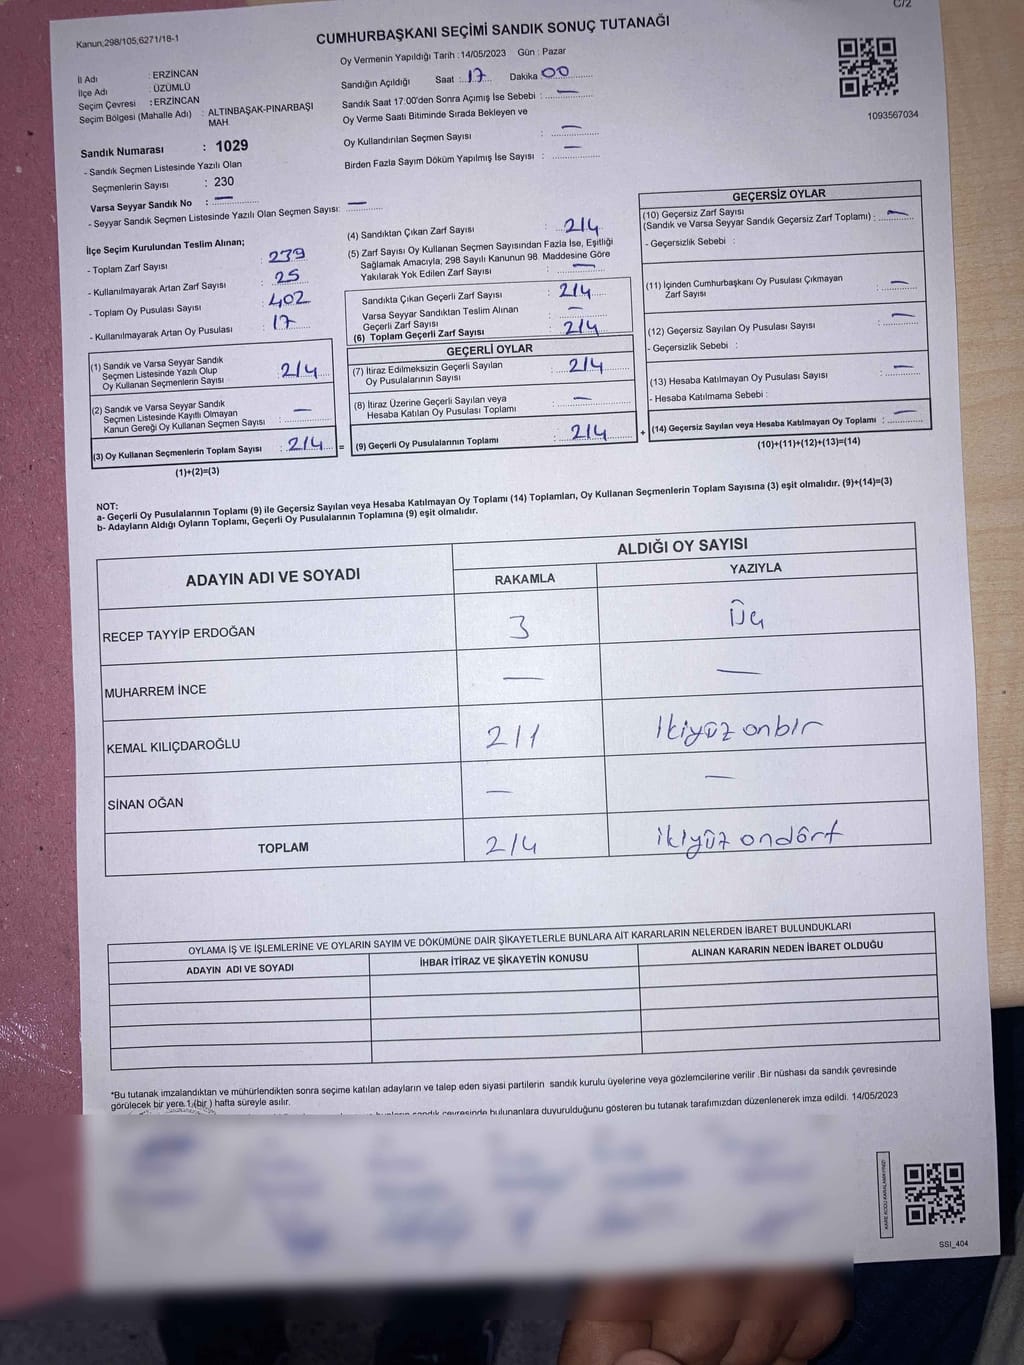 C/2
Kanun;298/105,6271/18-1
CUMHURBAŞKANI SEÇİMİ SANDIK SONUÇ TUTANAĞI
Oy Vermenin Yapıldığı Tarih : 14/05/2023 Gün : Pazar
İl Adı : ERZİNCAN
İlçe Adı : ÜZÜMLÜ
Seçim Çevresi : ERZİNCAN
Seçim Bölgesi (Mahalle Adı) : ALTINBAŞAK-PINARBAŞI
MAH
Sandığın Açıldığı Saat : 17 Dakika 00
Sandık Saat 17:00'den Sonra Açımış İse Sebebi : —
Oy Verme Saati Bitiminde Sırada Bekleyen ve
Oy Kullandırılan Seçmen Sayısı : —
Birden Fazla Sayım Döküm Yapılmış İse Sayısı : —
1093567034
Sandık Numarası : 1029
- Sandık Seçmen Listesinde Yazılı Olan
Seçmenlerin Sayısı : 230
Varsa Seyyar Sandık No : —
- Seyyar Sandık Seçmen Listesinde Yazılı Olan Seçmen Sayısı: —
İlçe Seçim Kurulundan Teslim Alınan;
- Toplam Zarf Sayısı : 239
- Kullanılmayarak Artan Zarf Sayısı : 25
- Toplam Oy Pusulası Sayısı : 402
- Kullanılmayarak Artan Oy Pusulası : 17
(1) Sandık ve Varsa Seyyar Sandık
Seçmen Listesinde Yazılı Olup
Oy Kullanan Seçmenlerin Sayısı : 214
(2) Sandık ve Varsa Seyyar Sandık
Seçmen Listesinde Kayıtlı Olmayan
Kanun Gereği Oy Kullanan Seçmen Sayısı : —
(3) Oy Kullanan Seçmenlerin Toplam Sayısı : 214 =
(1)+(2)=(3)
(4) Sandıktan Çıkan Zarf Sayısı : 214
(5) Zarf Sayısı Oy Kullanan Seçmen Sayısından Fazla İse, Eşitliği
Sağlamak Amacıyla; 298 Sayılı Kanunun 98. Maddesine Göre
Yakılarak Yok Edilen Zarf Sayısı : —
Sandıkta Çıkan Geçerli Zarf Sayısı : 214
Varsa Seyyar Sandıktan Teslim Alınan
Geçerli Zarf Sayısı : —
(6) Toplam Geçerli Zarf Sayısı : 214
GEÇERLİ OYLAR
(7) İtiraz Edilmeksizin Geçerli Sayılan
Oy Pusulalarının Sayısı : 214
(8) İtiraz Üzerine Geçerli Sayılan veya
Hesaba Katılan Oy Pusulası Toplamı : —
(9) Geçerli Oy Pusulalarının Toplamı : 214 +
GEÇERSİZ OYLAR
(10) Geçersiz Zarf Sayısı
(Sandık ve Varsa Seyyar Sandık Geçersiz Zarf Toplamı) : —
- Geçersizlik Sebebi :
(11) İçinden Cumhurbaşkanı Oy Pusulası Çıkmayan
Zarf Sayısı : —
(12) Geçersiz Sayılan Oy Pusulası Sayısı : —
- Geçersizlik Sebebi :
(13) Hesaba Katılmayan Oy Pusulası Sayısı : —
- Hesaba Katılmama Sebebi :
(14) Geçersiz Sayılan veya Hesaba Katılmayan Oy Toplamı : —
(10)+(11)+(12)+(13)=(14)
NOT:
a- Geçerli Oy Pusulalarının Toplamı (9) ile Geçersiz Sayılan veya Hesaba Katılmayan Oy Toplamı (14) Toplamları, Oy Kullanan Seçmenlerin Toplam Sayısına (3) eşit olmalıdır. (9)+(14)=(3)
b- Adayların Aldığı Oyların Toplamı, Geçerli Oy Pusulalarının Toplamına (9) eşit olmalıdır.
ADAYIN ADI VE SOYADI
ALDIĞI OY SAYISI
RAKAMLA YAZIYLA
RECEP TAYYİP ERDOĞAN 3 Üç
MUHARREM İNCE — —
KEMAL KILIÇDAROĞLU 211 İkiyüz onbir
SİNAN OĞAN — —
TOPLAM 214 ikiyüz ondört
OYLAMA İŞ VE İŞLEMLERİNE VE OYLARIN SAYIM VE DÖKÜMÜNE DAİR ŞİKAYETLERLE BUNLARA AİT KARARLARIN NELERDEN İBARET BULUNDUKLARI
ADAYIN ADI VE SOYADI İHBAR İTİRAZ VE ŞİKAYETİN KONUSU ALINAN KARARIN NEDEN İBARET OLDUĞU
*Bu tutanak imzalandıktan ve mühürlendikten sonra seçime katılan adayların ve talep eden siyasi partilerin sandık kurulu üyelerine veya gözlemcilerine verilir .Bir nüshası da sandık çevresinde
görülecek bir yere 1 (bir ) hafta süreyle asılır.
sandık çevresinde bulunanlara duyurulduğunu gösteren bu tutanak tarafımızdan düzenlenerek imza edildi. 14/05/2023
KARE KODU KARALAMAYINIZ!
SSİ_404